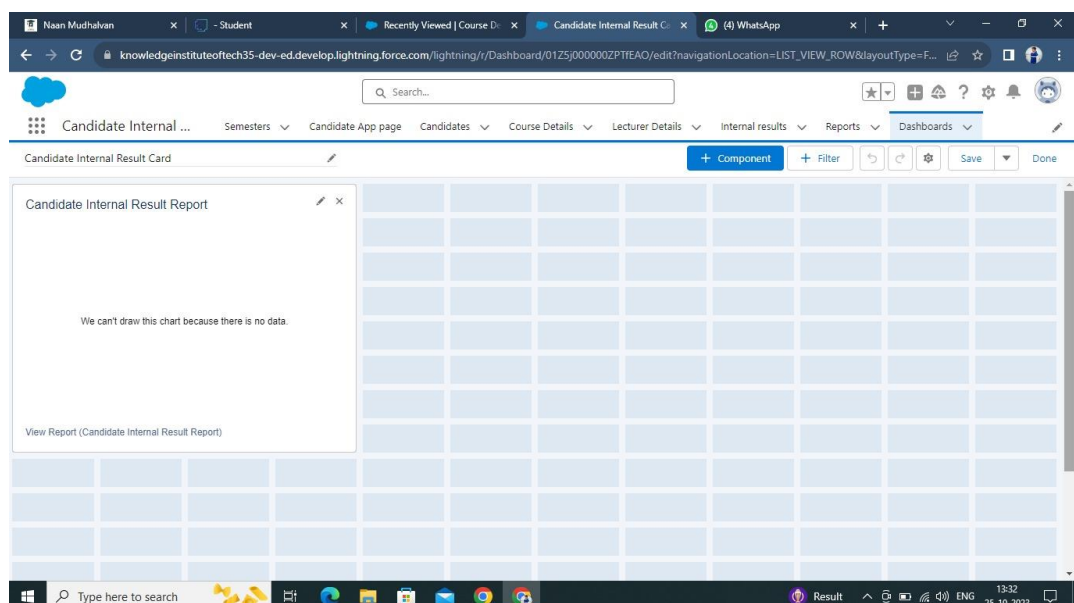 Naan Mudhalvan
- Student
Recently Viewed | Course De
Candidate Internal Result Ca
(4) WhatsApp
knowledgeinstituteoftech35-dev-ed.develop.lightning.force.com/lightning/r/Dashboard/01Z5j000000ZPTfEAO/edit?navigationLocation=LIST_VIEW_ROW&layoutType=F...
Search...
Candidate Internal ...
Semesters
Candidate App page
Candidates
Course Details
Lecturer Details
Internal results
Reports
Dashboards
Candidate Internal Result Card
+ Component
+ Filter
Save
Done
Candidate Internal Result Report
We can't draw this chart because there is no data.
View Report (Candidate Internal Result Report)
Type here to search
Result
ENG
13:32
25-10-2023